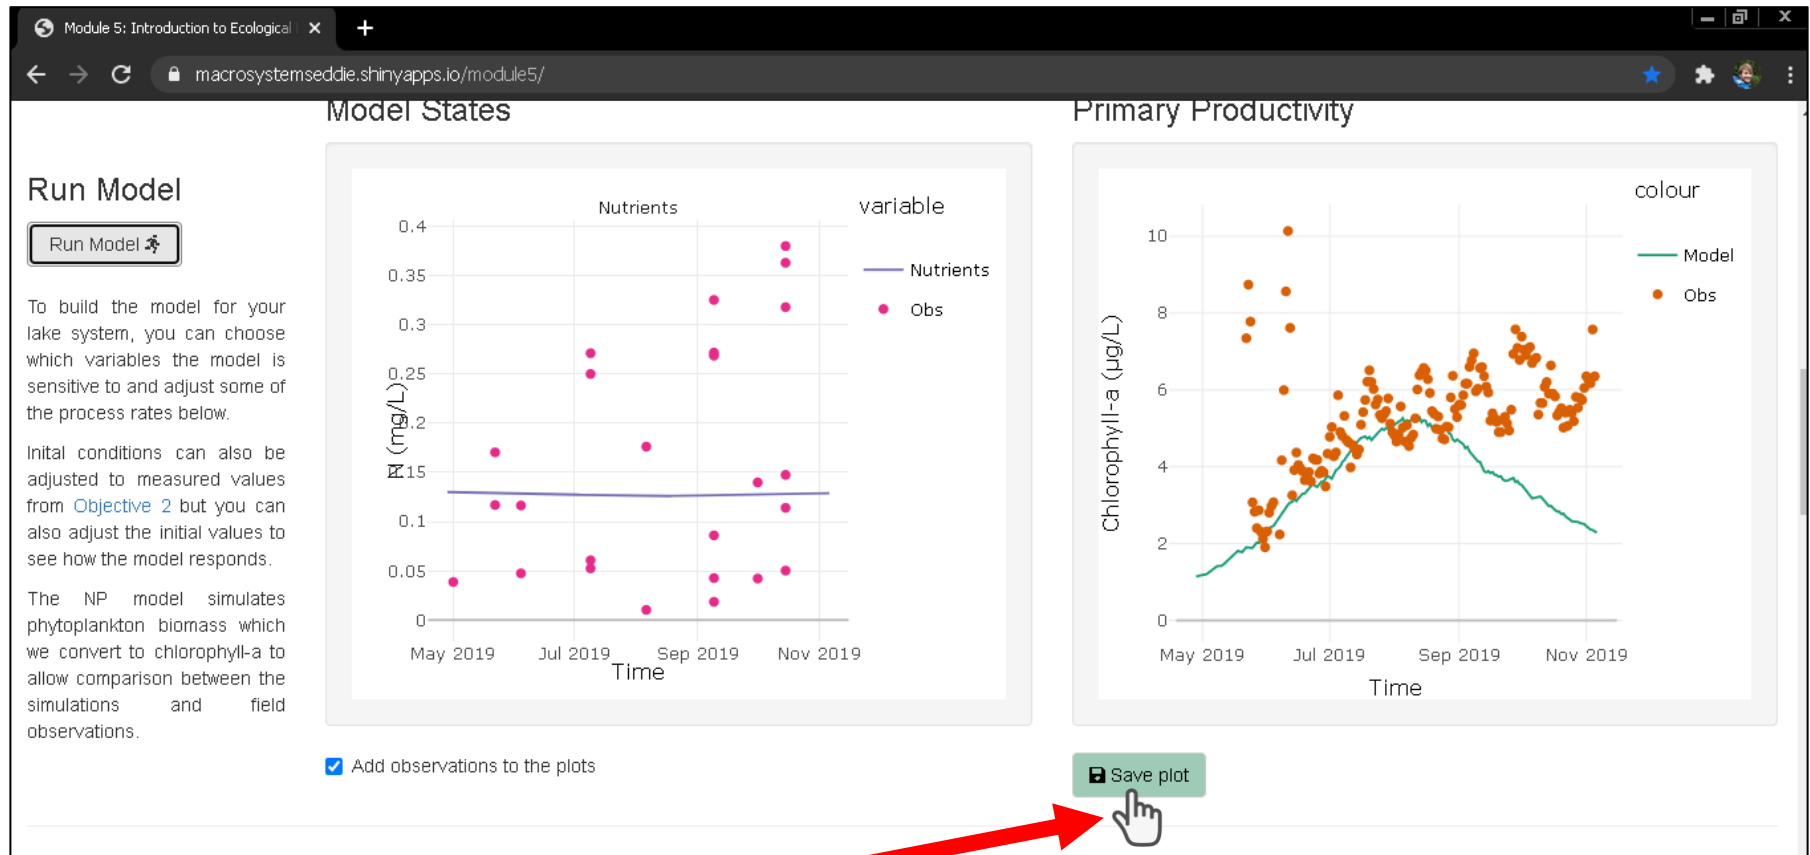 Module 5: Introduction to Ecological
macrosystemseddie.shinyapps.io/module5/
Model States
Primary Productivity
Run Model
Run Model
To build the model for your
lake system, you can choose
which variables the model is
sensitive to and adjust some of
the process rates below.
Inital conditions can also be
adjusted to measured values
from Objective 2 but you can
also adjust the initial values to
see how the model responds.
The NP model simulates
phytoplankton biomass which
we convert to chlorophyll-a to
allow comparison between the
simulations and field
observations.
Nutrients
variable
Nutrients
Obs
N (mg/L)
0.4
0.35
0.3
0.25
0.2
0.15
0.1
0.05
0
May 2019 Jul 2019 Sep 2019 Nov 2019
Time
Add observations to the plots
colour
Model
Obs
Chlorophyll-a (µg/L)
10
8
6
4
2
0
May 2019 Jul 2019 Sep 2019 Nov 2019
Time
Save plot